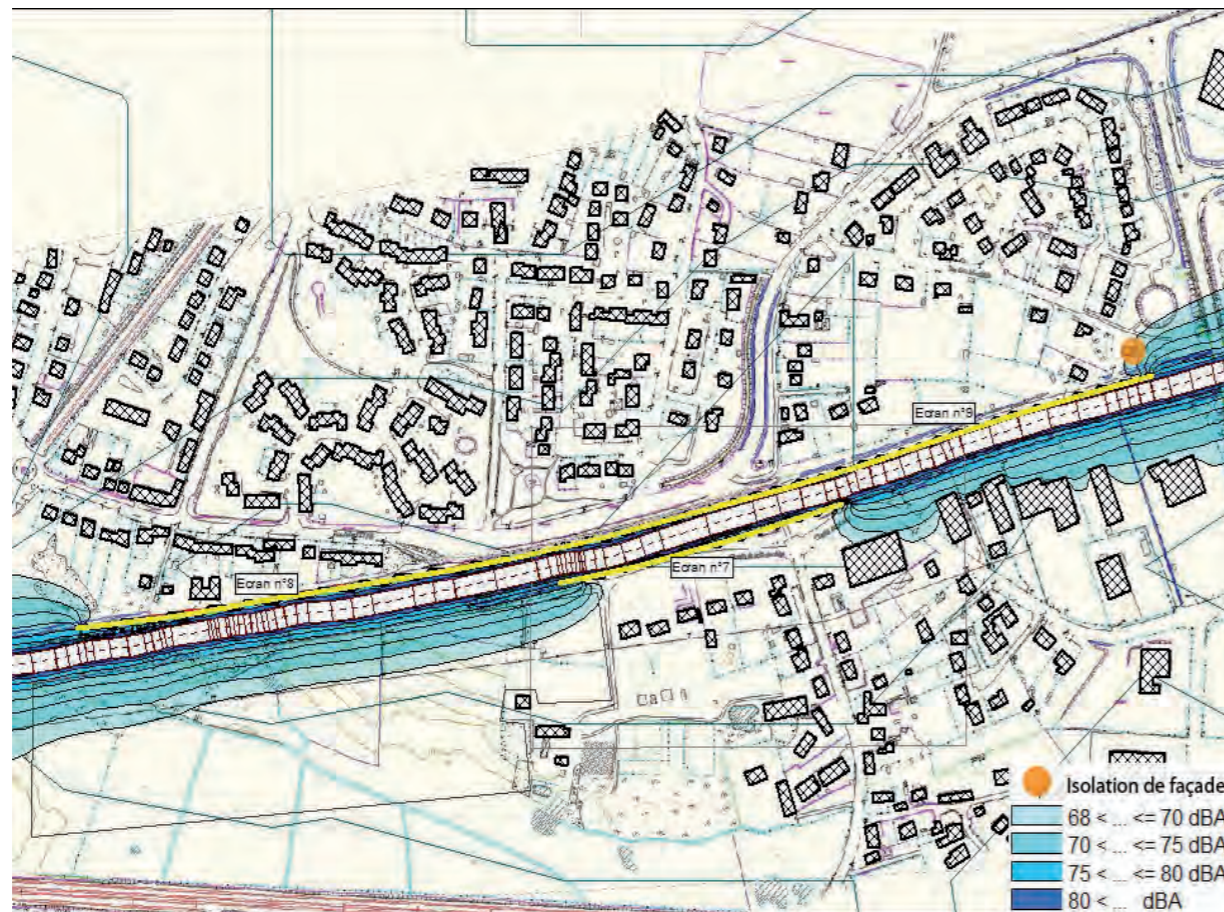 Ecran n°9
Ecran n°7
Ecran n°8
Isolation de façade
68 < ... <= 70 dBA
70 < ... <= 75 dBA
75 < ... <= 80 dBA
80 < ... dBA